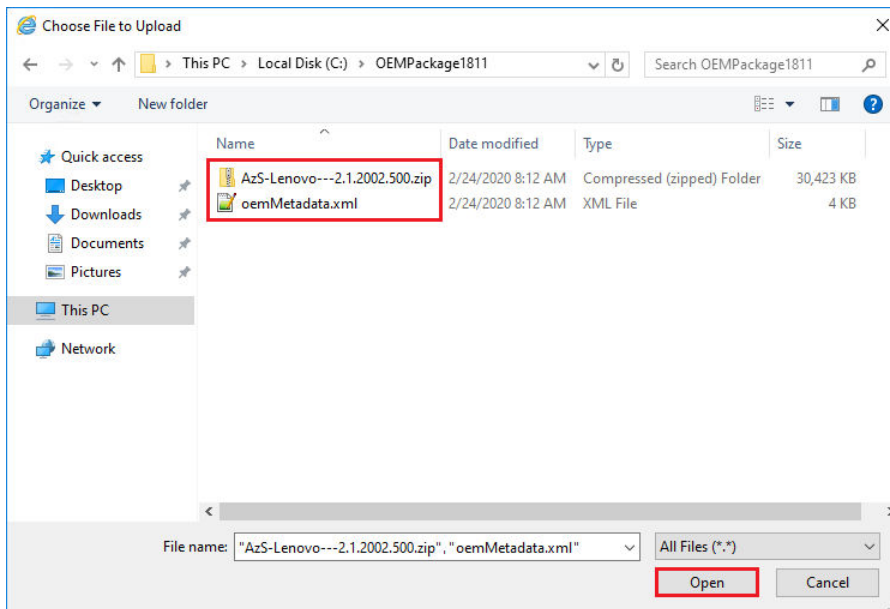 Choose File to Upload
This PC > Local Disk (C:) > OEMPackage1811
Search OEMPackage1811
Organize
New folder
Name
Date modified
Type
Size
Quick access
Desktop
Downloads
Documents
Pictures
This PC
Network
AzS-Lenovo---2.1.2002.500.zip 2/24/2020 8:12 AM Compressed (zipped) Folder 30,423 KB
oemMetadata.xml 2/24/2020 8:12 AM XML File 4 KB
File name: "AzS-Lenovo---2.1.2002.500.zip","oemMetadata.xml"
All Files (*.*)
Open
Cancel